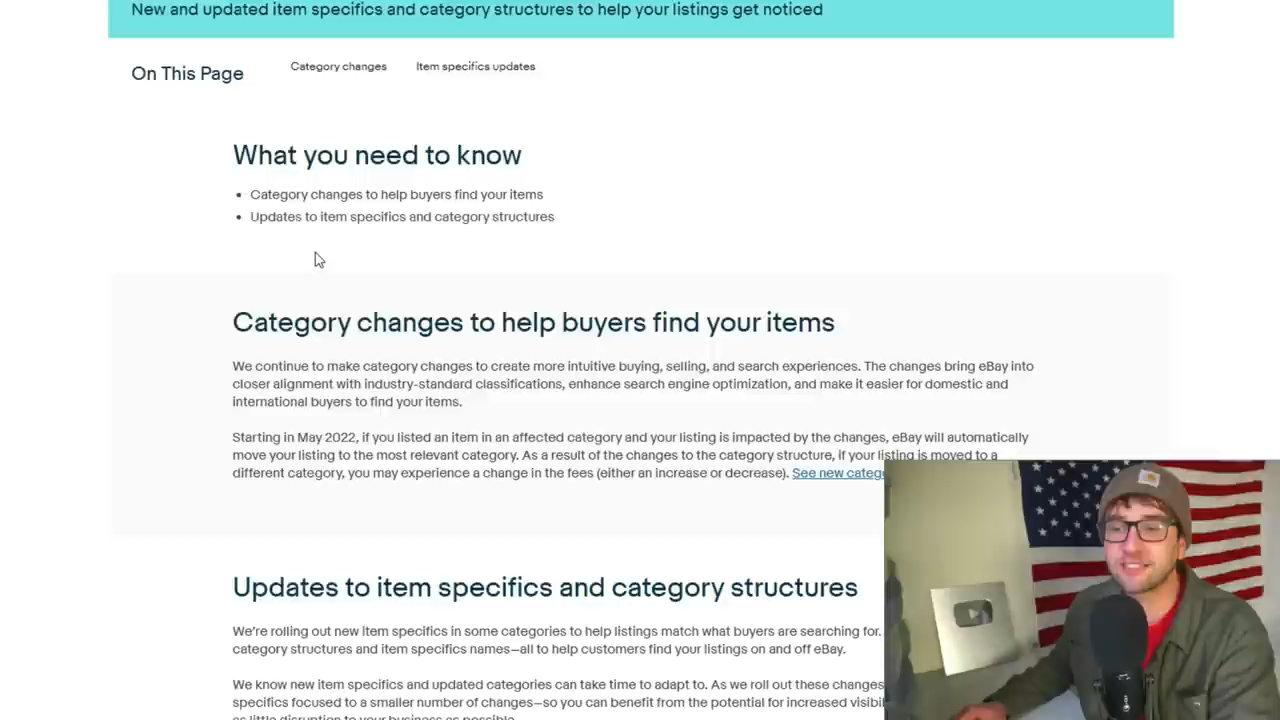 New and updated item specifics and category structures to help your listings get noticed
On This Page
Category changes
Item specifics updates
What you need to know
• Category changes to help buyers find your items
• Updates to item specifics and category structures
Category changes to help buyers find your items
We continue to make category changes to create more intuitive buying, selling, and search experiences. The changes bring eBay into
closer alignment with industry-standard classifications, enhance search engine optimization, and make it easier for domestic and
international buyers to find your items.
Starting in May 2022, if you listed an item in an affected category and your listing is impacted by the changes, eBay will automatically
move your listing to the most relevant category. As a result of the changes to the category structure, if your listing is moved to a
different category, you may experience a change in the fees (either an increase or decrease). See new
Updates to item specifics and category structures
We're rolling out new item specifics in some categories to help listings match what buyers are searching for.
category structures and item specifics names—all to help customers find your listings on and off eBay.
We know new item specifics and updated categories can take time to adapt to. As we roll out these changes
specifics focused to a smaller number of changes—so you can benefit from the potential for increased
as little disruption to your business as possible.